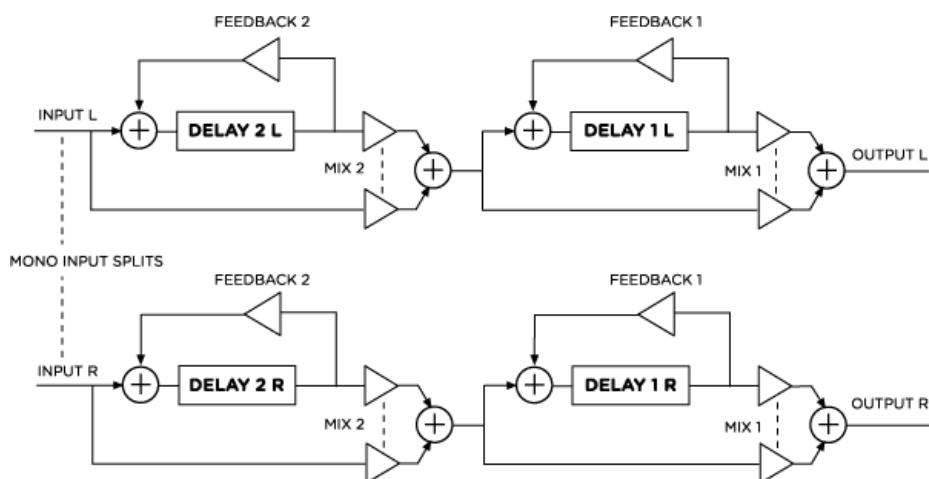 FEEDBACK 2
FEEDBACK 1
INPUT L
DELAY 2 L
DELAY 1 L
MIX 2
MIX 1
OUTPUT L
MONO INPUT SPLITS
FEEDBACK 2
FEEDBACK 1
INPUT R
DELAY 2 R
DELAY 1 R
MIX 2
MIX 1
OUTPUT R